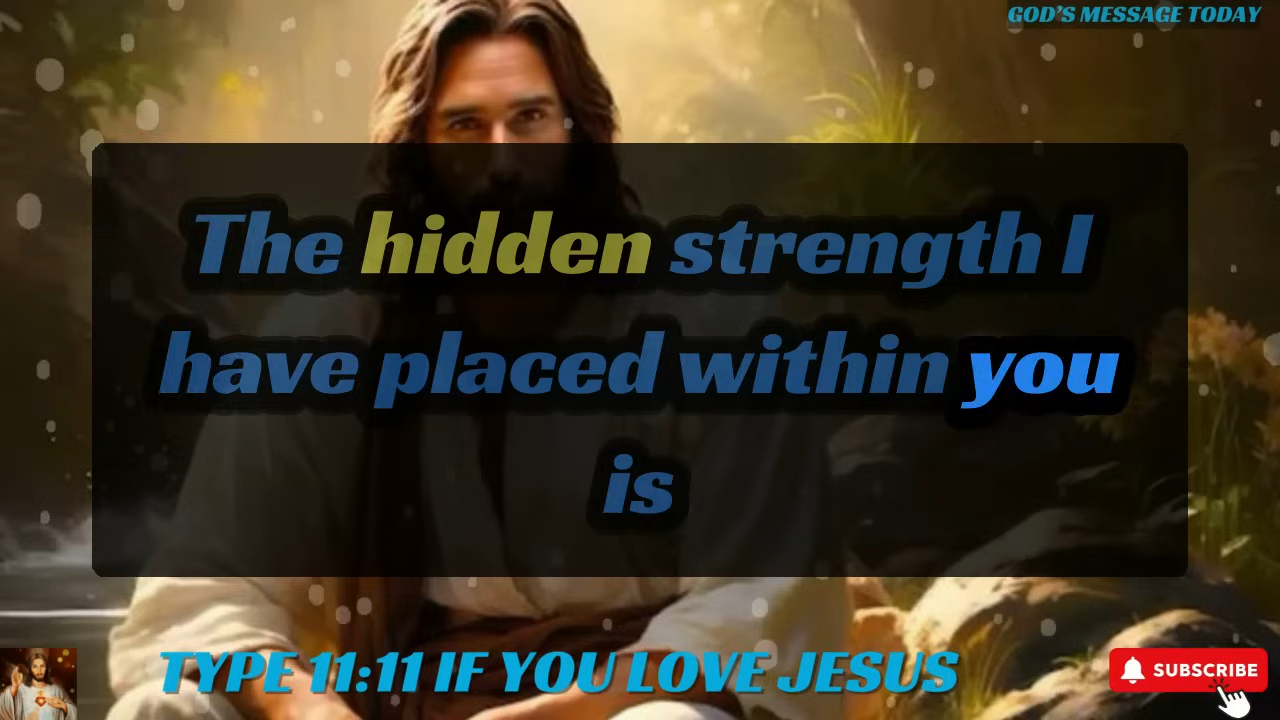 GOD'S MESSAGE TODAY
The hidden strength I
have placed within you
is
TYPE 11:11 IF YOU LOVE JESUS
SUBSCRIBE